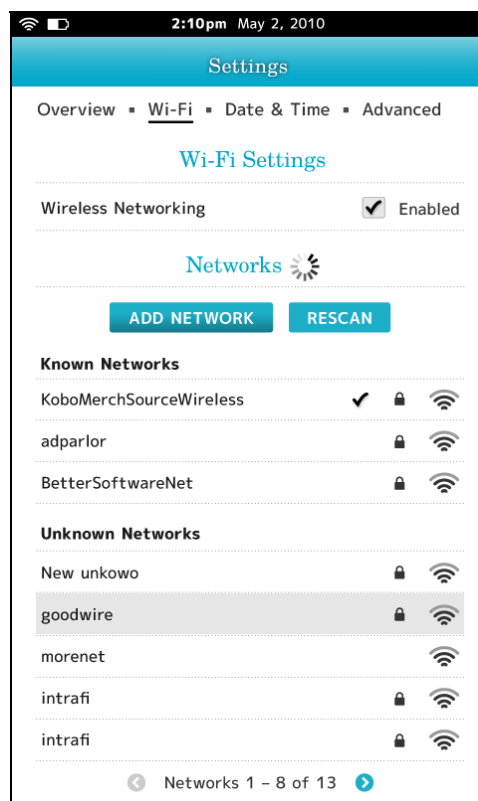 2:10pm May 2, 2010
Settings
Overview ▪ Wi-Fi ▪ Date & Time ▪ Advanced
Wi-Fi Settings
Wireless Networking Enabled
Networks
ADD NETWORK RESCAN
Known Networks
KoboMerchSourceWireless
adparlor
BetterSoftwareNet
Unknown Networks
New unkowo
goodwire
morenet
intrafi
intrafi
Networks 1 – 8 of 13